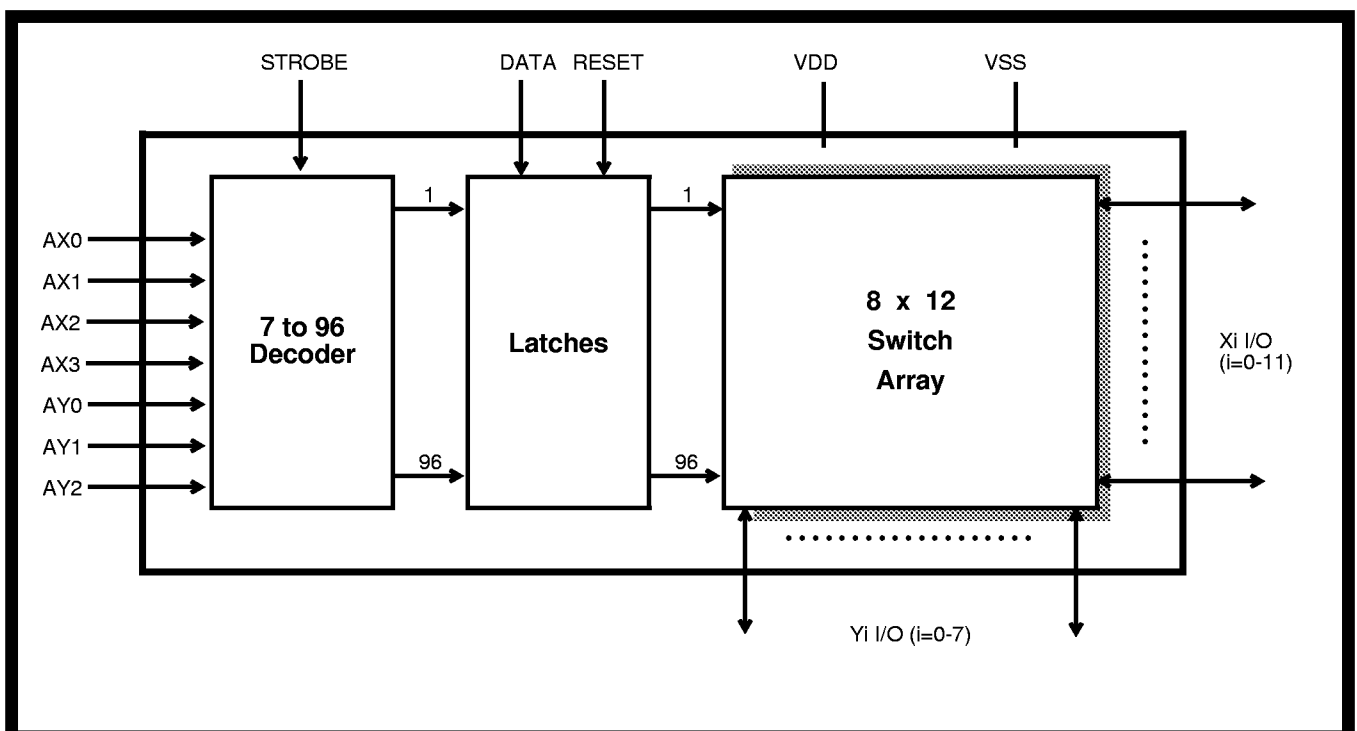 STROBE
DATA
RESET
VDD
VSS
1
1
AX0
AX1
AX2
AX3
AY0
AY1
AY2
7 to 96
Decoder
Latches
8 x 12
Switch
Array
Xi I/O
(i=0-11)
96
96
Yi I/O (i=0-7)